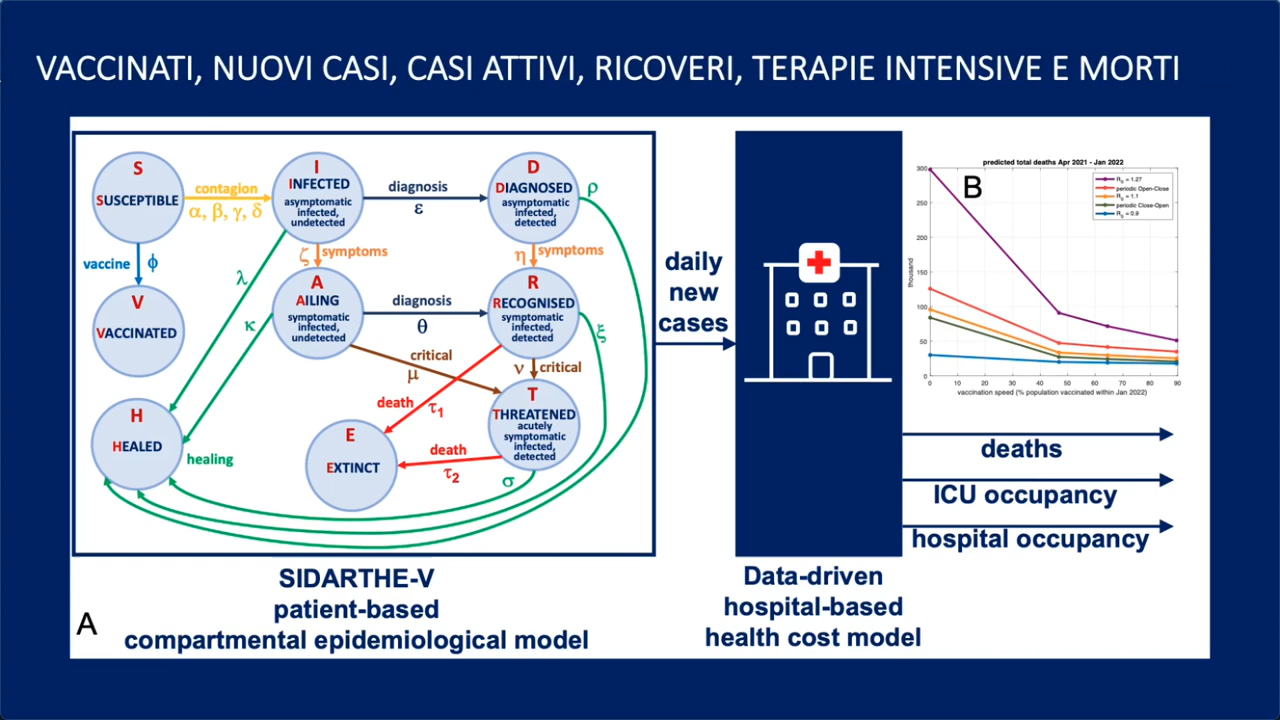 VACCINATI, NUOVI CASI, CASI ATTIVI, RICOVERI, TERAPIE INTENSIVE E MORTI
S
SUSCEPTIBLE
contagion
α, β, γ, δ
I
INFECTED
asymptomatic
infected,
undetected
diagnosis
ε
D
DIAGNOSED
asymptomatic
infected,
detected
ρ
vaccine
φ
ζ
symptoms
η
symptoms
λ
V
VACCINATED
κ
A
AILING
symptomatic
infected,
undetected
diagnosis
θ
R
RECOGNISED
symptomatic
infected,
detected
ξ
critical
μ
ν
critical
death
τ1
T
THREATENED
acutely
symptomatic
infected,
detected
H
HEALED
healing
E
EXTINCT
death
τ2
σ
SIDARTHE-V
patient-based
compartmental epidemiological model
A
daily
new
cases
Data-driven
hospital-based
health cost model
predicted total deaths Apr 2021 - Jan 2022
B
R0 = 1.27
periodic Open-Close
R0 = 1.1
periodic Close-Open
R0 = 0.9
thousand
300
250
200
150
100
50
0
0 10 20 30 40 50 60 70 80 90
vaccination speed (% population vaccinated within Jan 2022)
deaths
ICU occupancy
hospital occupancy